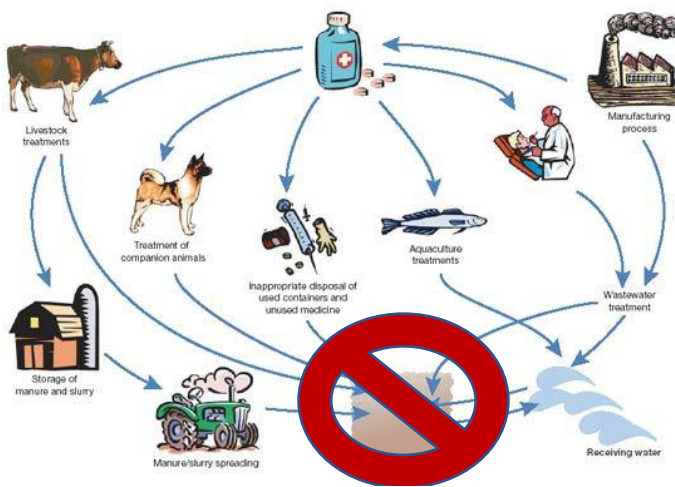 Livestock
treatments
Manufacturing
process
Treatment of
companion animals
Inappropriate disposal of
used containers and
unused medicine
Aquaculture
treatments
Wastewater
treatment
Storage of
manure and slurry
Manure/slurry spreading
Receiving water